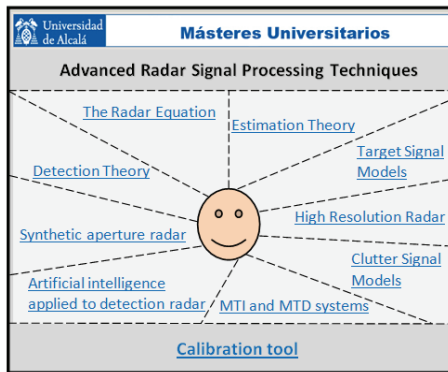 Universidad
de Alcalá
Másteres Universitarios
Advanced Radar Signal Processing Techniques
The Radar Equation
Estimation Theory
Target Signal
Models
Detection Theory
High Resolution Radar
Synthetic aperture radar
Clutter Signal
Models
Artificial intelligence
applied to detection radar
MTI and MTD systems
Calibration tool